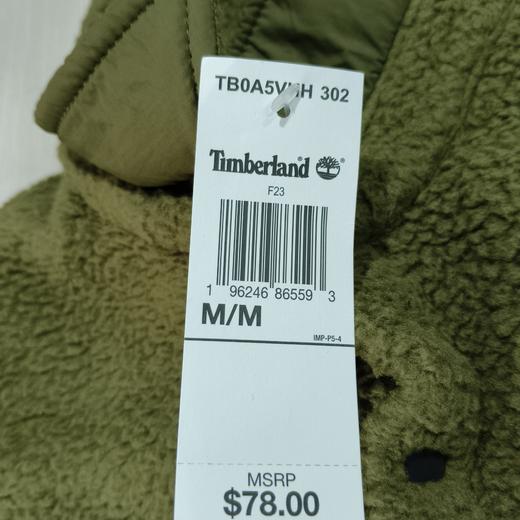 302
Timberland
F23
1 96246 86559 3
M/M
IMP-P5-4
MSRP
$78.00